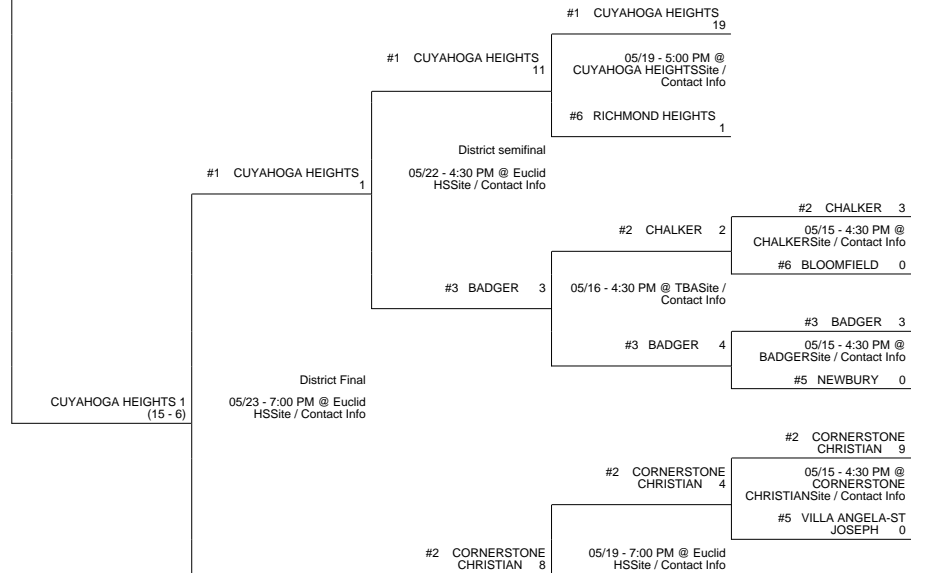 #1 CUYAHOGA HEIGHTS
19
#1 CUYAHOGA HEIGHTS
11
05/19 - 5:00 PM @
CUYAHOGA HEIGHTSSite /
Contact Info
#6 RICHMOND HEIGHTS
1
District semifinal
#1 CUYAHOGA HEIGHTS
1
05/22 - 4:30 PM @ Euclid
HSSite / Contact Info
#2 CHALKER 3
#2 CHALKER 2
05/15 - 4:30 PM @
CHALKERSite / Contact Info
#6 BLOOMFIELD 0
#3 BADGER 3
05/16 - 4:30 PM @ TBASite /
Contact Info
#3 BADGER 3
#3 BADGER 4
05/15 - 4:30 PM @
BADGERSite / Contact Info
#5 NEWBURY 0
District Final
CUYAHOGA HEIGHTS 1
(15 - 6)
05/23 - 7:00 PM @ Euclid
HSSite / Contact Info
#2 CORNERSTONE
CHRISTIAN 9
#2 CORNERSTONE
CHRISTIAN 4
05/15 - 4:30 PM @
CORNERSTONE
CHRISTIANSite / Contact Info
#5 VILLA ANGELA-ST
JOSEPH 0
#2 CORNERSTONE
CHRISTIAN 8
05/19 - 7:00 PM @ Euclid
HSSite / Contact Info